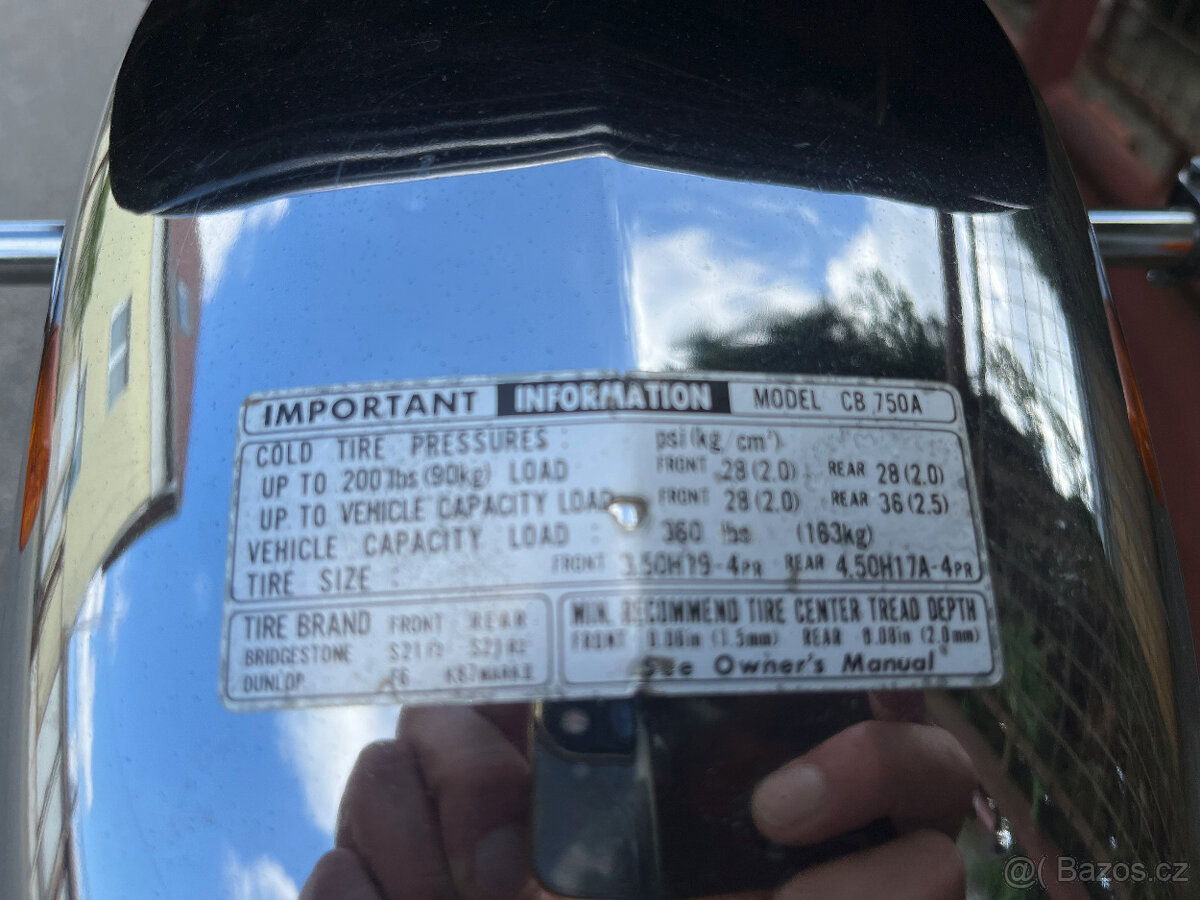 IMPORTANT INFORMATION MODEL CB 750A
COLD TIRE PRESSURES : psi (kg/cm²)
UP TO 200 lbs (90kg) LOAD FRONT 28 (2.0) REAR 28 (2.0)
UP TO VEHICLE CAPACITY LOAD FRONT 28 (2.0) REAR 36 (2.5)
VEHICLE CAPACITY LOAD : 360 lbs (163kg)
TIRE SIZE : FRONT 3.50H19-4PR REAR 4.50H17A-4PR
TIRE BRAND FRONT REAR
BRIDGESTONE
DUNLOP F6 K87 MARK II
MIN. RECOMMEND TIRE CENTER TREAD DEPTH
FRONT 0.06in (1.5mm) REAR 0.08in (2.0mm)
See Owner's Manual
@( Bazos.cz